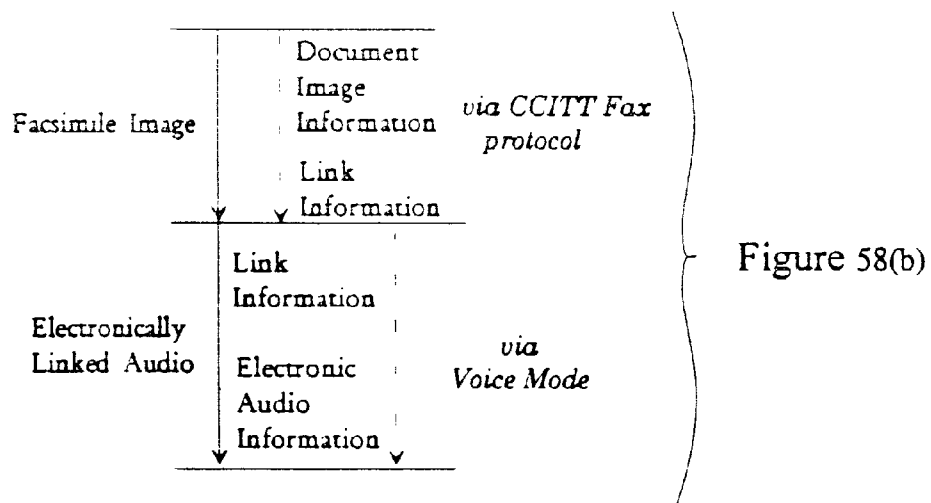 Document
Image
Information
Link
Information
Facsimile Image
via CCITT Fax
protocol
Link
Information
Electronic
Audio
Information
Electronically
Linked Audio
via
Voice Mode
Figure 58(b)